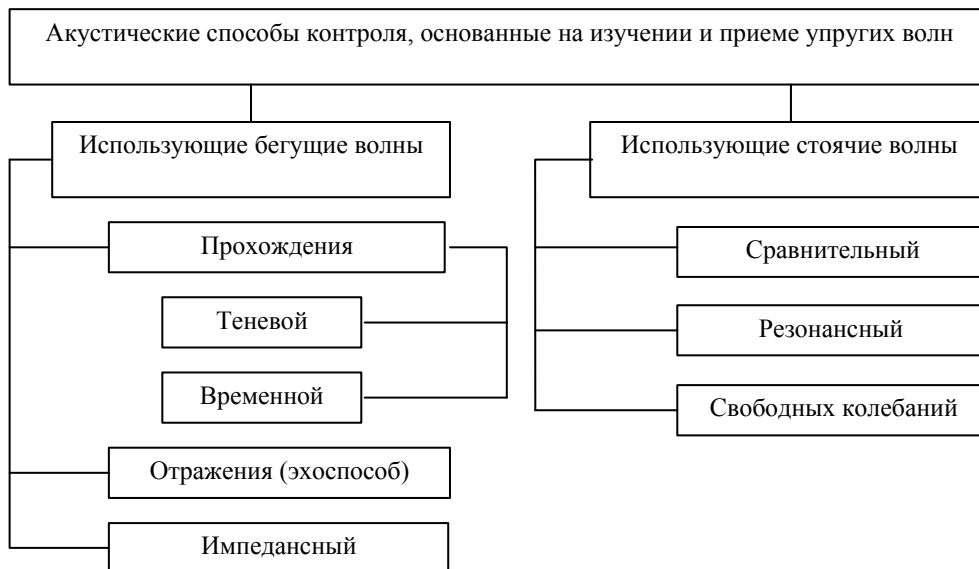 Акустические способы контроля, основанные на изучении и приеме упругих волн
Использующие бегущие волны
Использующие стоячие волны
Прохождения
Сравнительный
Теневой
Резонансный
Временной
Свободных колебаний
Отражения (эхоспособ)
Импедансный